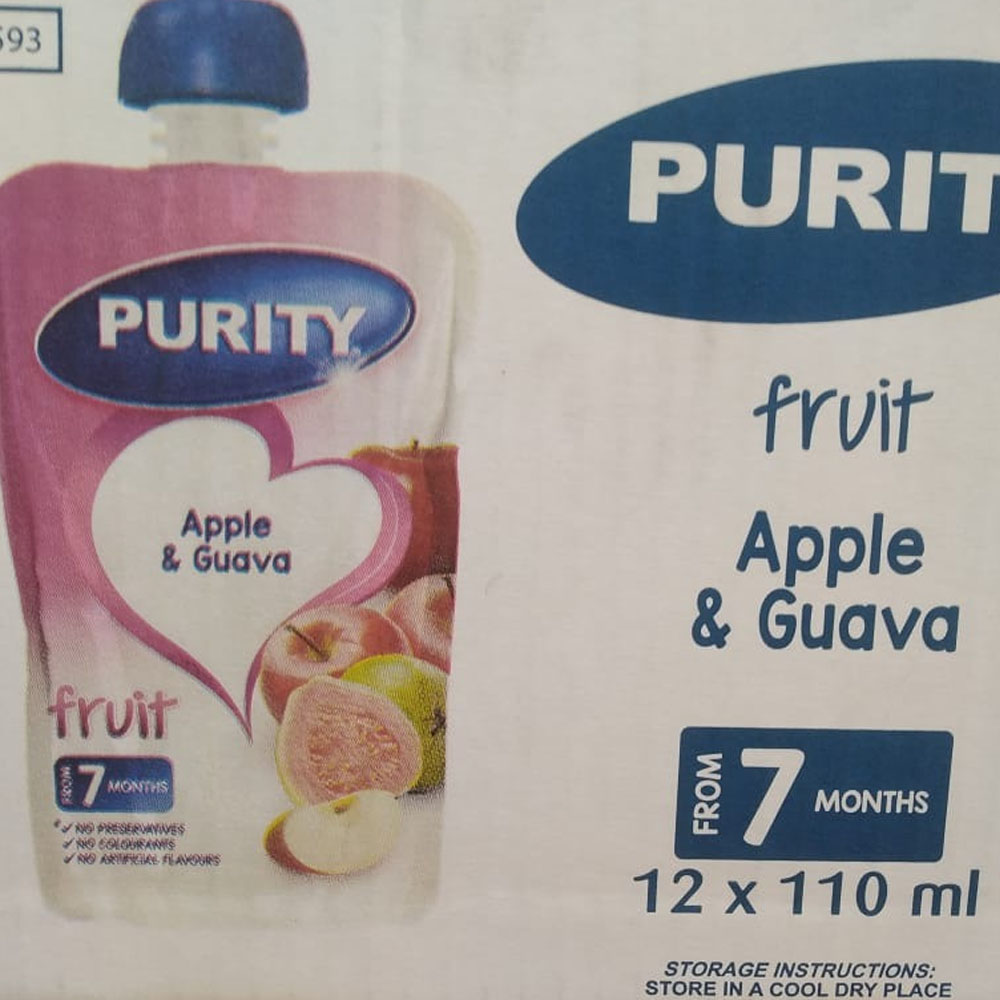 593
PURITY
Apple
& Guava
fruit
FROM 7 MONTHS
*✓ NO PRESERVATIVES
✓ NO COLOURANTS
✓ NO ARTIFICIAL FLAVOURS
PURIT
fruit
Apple
& Guava
FROM 7 MONTHS
12 x 110 ml
STORAGE INSTRUCTIONS:
STORE IN A COOL DRY PLACE